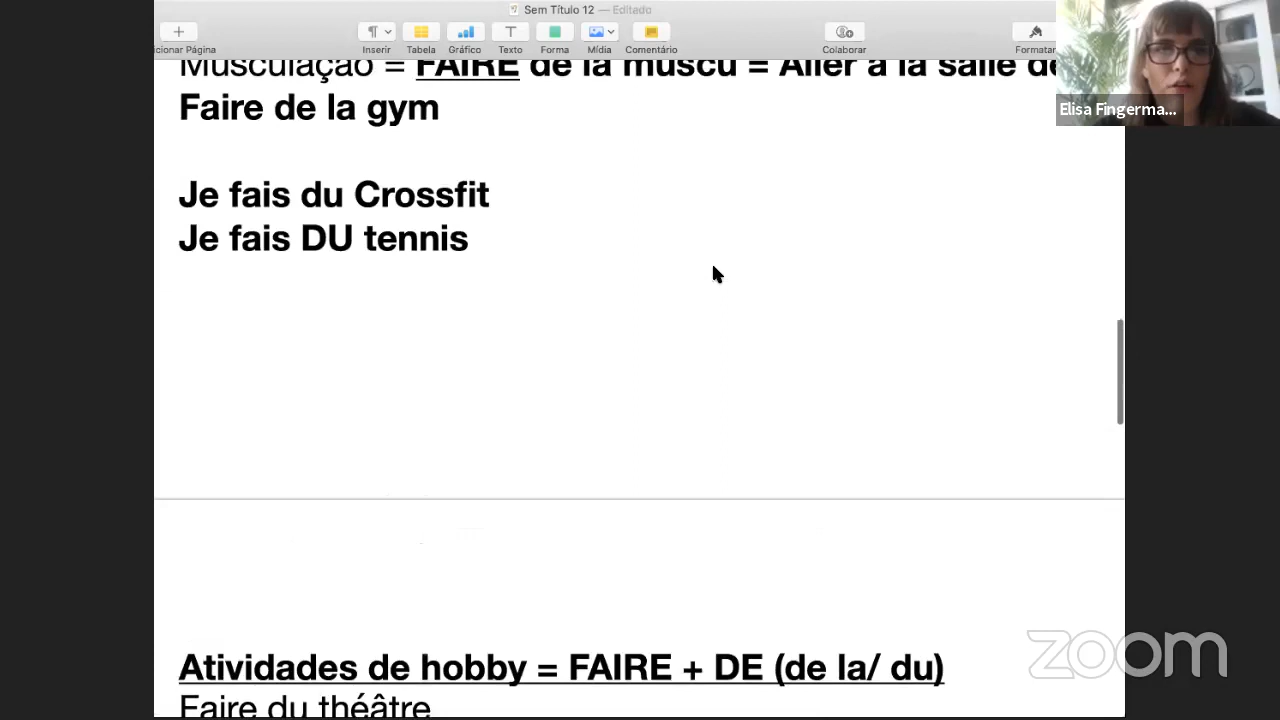 Sem Título 12 — Editado
Inserir Tabela Gráfico Texto Forma Mídia Comentário Colaborar Formatar
icionar Página
Musculação = FAIRE de la muscu = Aller à la salle de
Faire de la gym
Elisa Fingerma...
Je fais du Crossfit
Je fais DU tennis
zoom
Atividades de hobby = FAIRE + DE (de la/ du)
Faire du théâtre